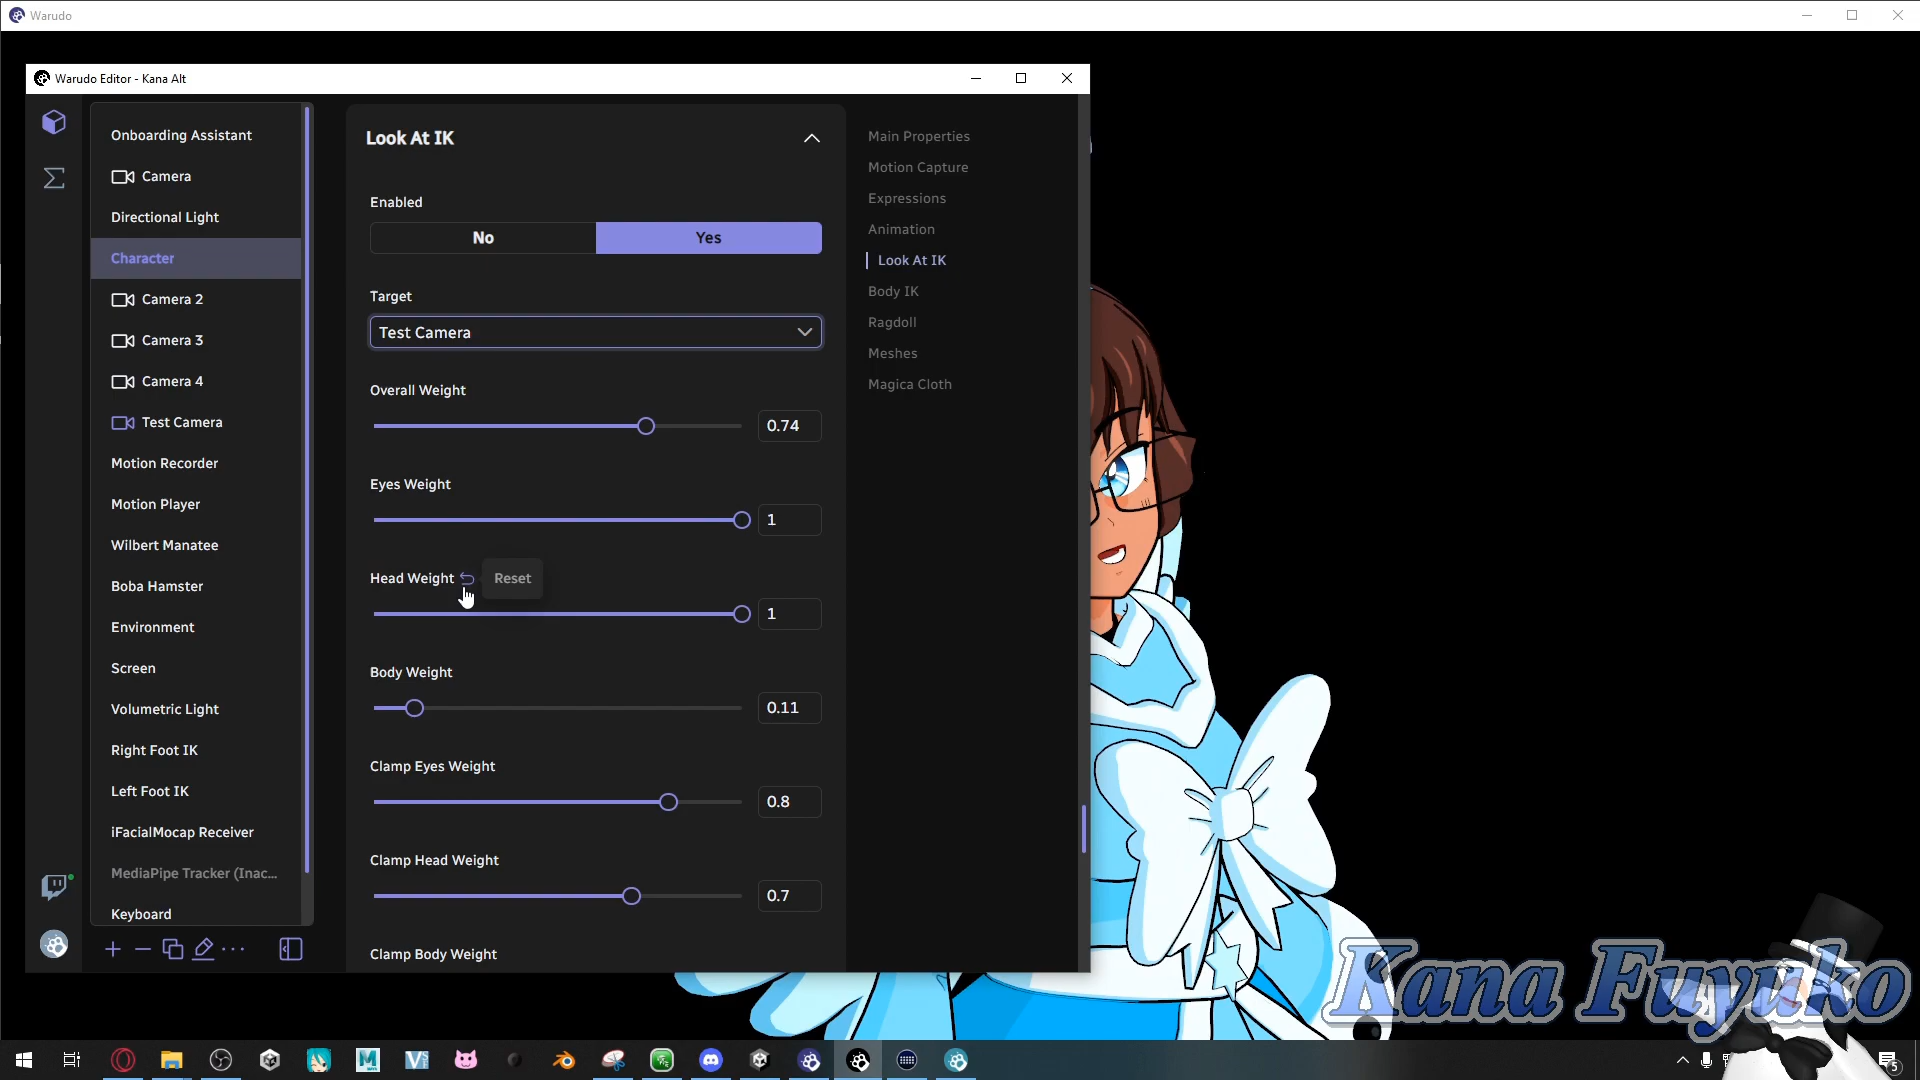 Warudo
Warudo Editor - Kana Alt
Onboarding Assistant
Camera
Directional Light
Character
Camera 2
Camera 3
Camera 4
Test Camera
Motion Recorder
Motion Player
Wilbert Manatee
Boba Hamster
Environment
Screen
Volumetric Light
Right Foot IK
Left Foot IK
iFacialMocap Receiver
MediaPipe Tracker (Inac...
Keyboard
Look At IK
Enabled
No
Yes
Target
Test Camera
Overall Weight
0.74
Eyes Weight
1
Head Weight
Reset
1
Body Weight
0.11
Clamp Eyes Weight
0.8
Clamp Head Weight
0.7
Clamp Body Weight
Main Properties
Motion Capture
Expressions
Animation
Look At IK
Body IK
Ragdoll
Meshes
Magica Cloth
Kana Fuyuko
5